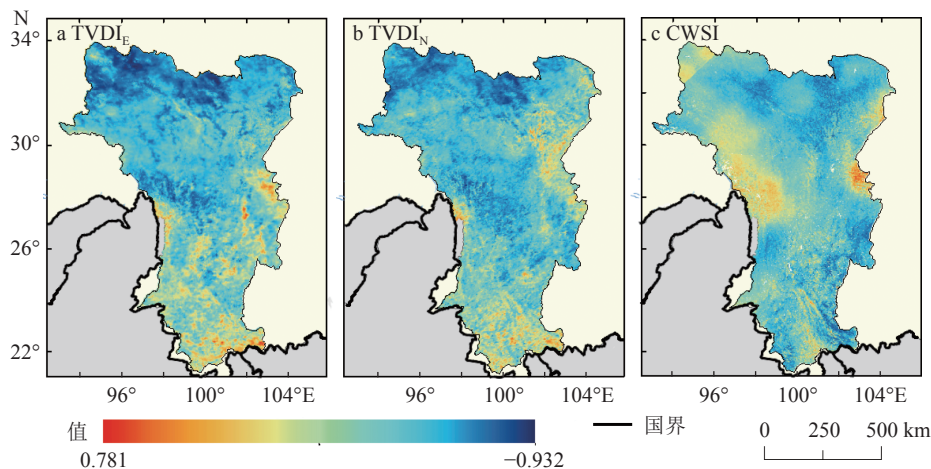 N
34°
30°
26°
22°
a TVDI_E
b TVDI_N
c CWSI
96° 100° 104°E
96° 100° 104°E
96° 100° 104°E
值
0.781 −0.932
国界
0 250 500 km